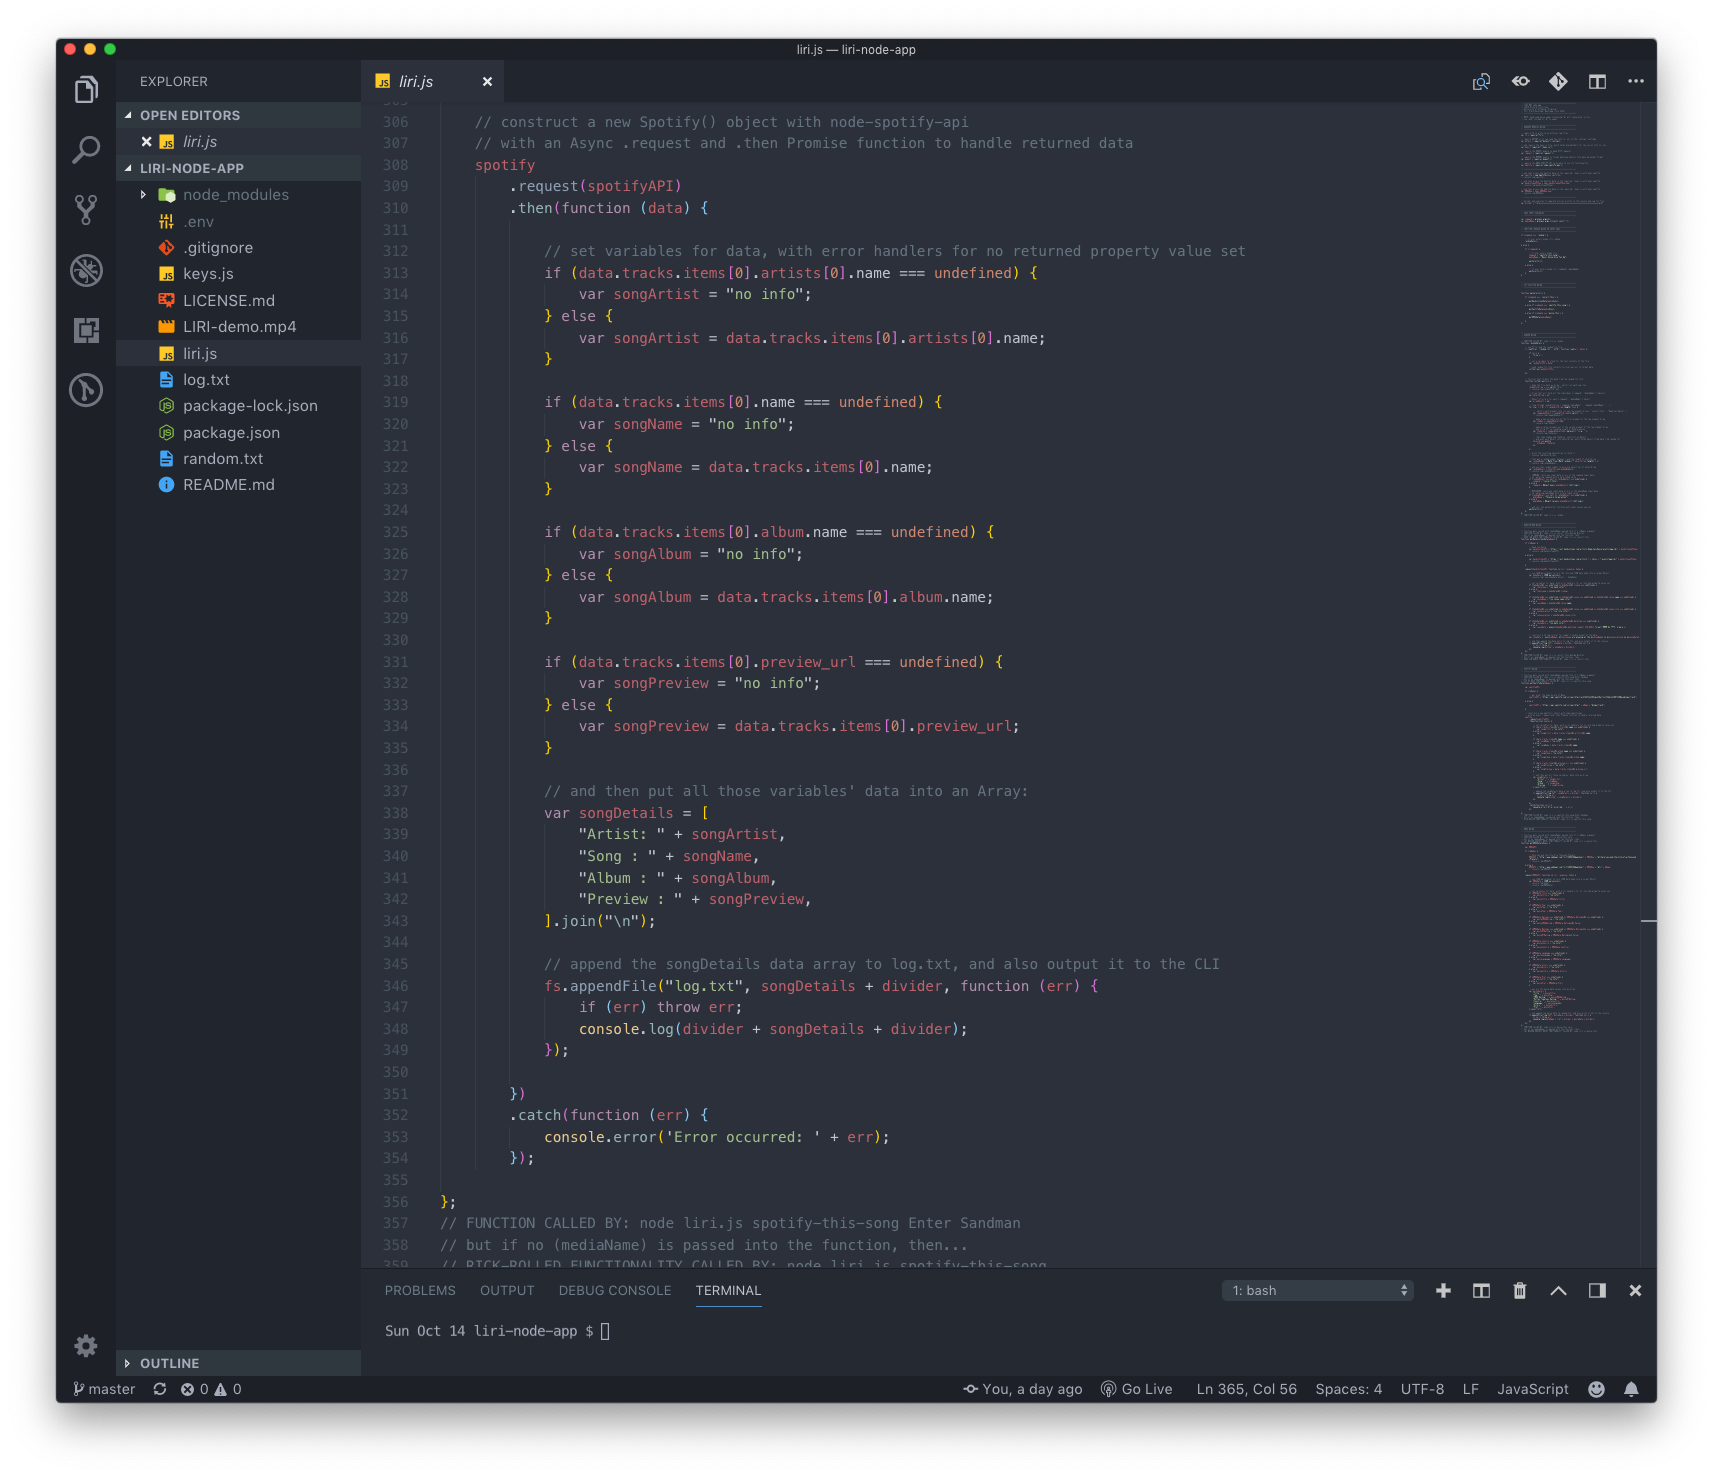 liri.js — liri-node-app
EXPLORER
OPEN EDITORS
liri.js
LIRI-NODE-APP
node_modules
.env
.gitignore
keys.js
LICENSE.md
LIRI-demo.mp4
liri.js
log.txt
package-lock.json
package.json
random.txt
README.md
OUTLINE
liri.js
305
306 // construct a new Spotify() object with node-spotify-api
307 // with an Async .request and .then Promise function to handle returned data
308 spotify
309 .request(spotifyAPI)
310 .then(function (data) {
311
312 // set variables for data, with error handlers for no returned property value set
313 if (data.tracks.items[0].artists[0].name === undefined) {
314 var songArtist = "no info";
315 } else {
316 var songArtist = data.tracks.items[0].artists[0].name;
317 }
318
319 if (data.tracks.items[0].name === undefined) {
320 var songName = "no info";
321 } else {
322 var songName = data.tracks.items[0].name;
323 }
324
325 if (data.tracks.items[0].album.name === undefined) {
326 var songAlbum = "no info";
327 } else {
328 var songAlbum = data.tracks.items[0].album.name;
329 }
330
331 if (data.tracks.items[0].preview_url === undefined) {
332 var songPreview = "no info";
333 } else {
334 var songPreview = data.tracks.items[0].preview_url;
335 }
336
337 // and then put all those variables' data into an Array:
338 var songDetails = [
339 "Artist: " + songArtist,
340 "Song : " + songName,
341 "Album : " + songAlbum,
342 "Preview : " + songPreview,
343 ].join("\n");
344
345 // append the songDetails data array to log.txt, and also output it to the CLI
346 fs.appendFile("log.txt", songDetails + divider, function (err) {
347 if (err) throw err;
348 console.log(divider + songDetails + divider);
349 });
350
351 })
352 .catch(function (err) {
353 console.error('Error occurred: ' + err);
354 });
355
356 };
357 // FUNCTION CALLED BY: node liri.js spotify-this-song Enter Sandman
358 // but if no (mediaName) is passed into the function, then...
359 // RICK-ROLLED FUNCTIONALITY CALLED BY: node liri.js spotify-this-song
PROBLEMS OUTPUT DEBUG CONSOLE TERMINAL 1: bash
Sun Oct 14 liri-node-app $
master 0 0 You, a day ago Go Live Ln 365, Col 56 Spaces: 4 UTF-8 LF JavaScript